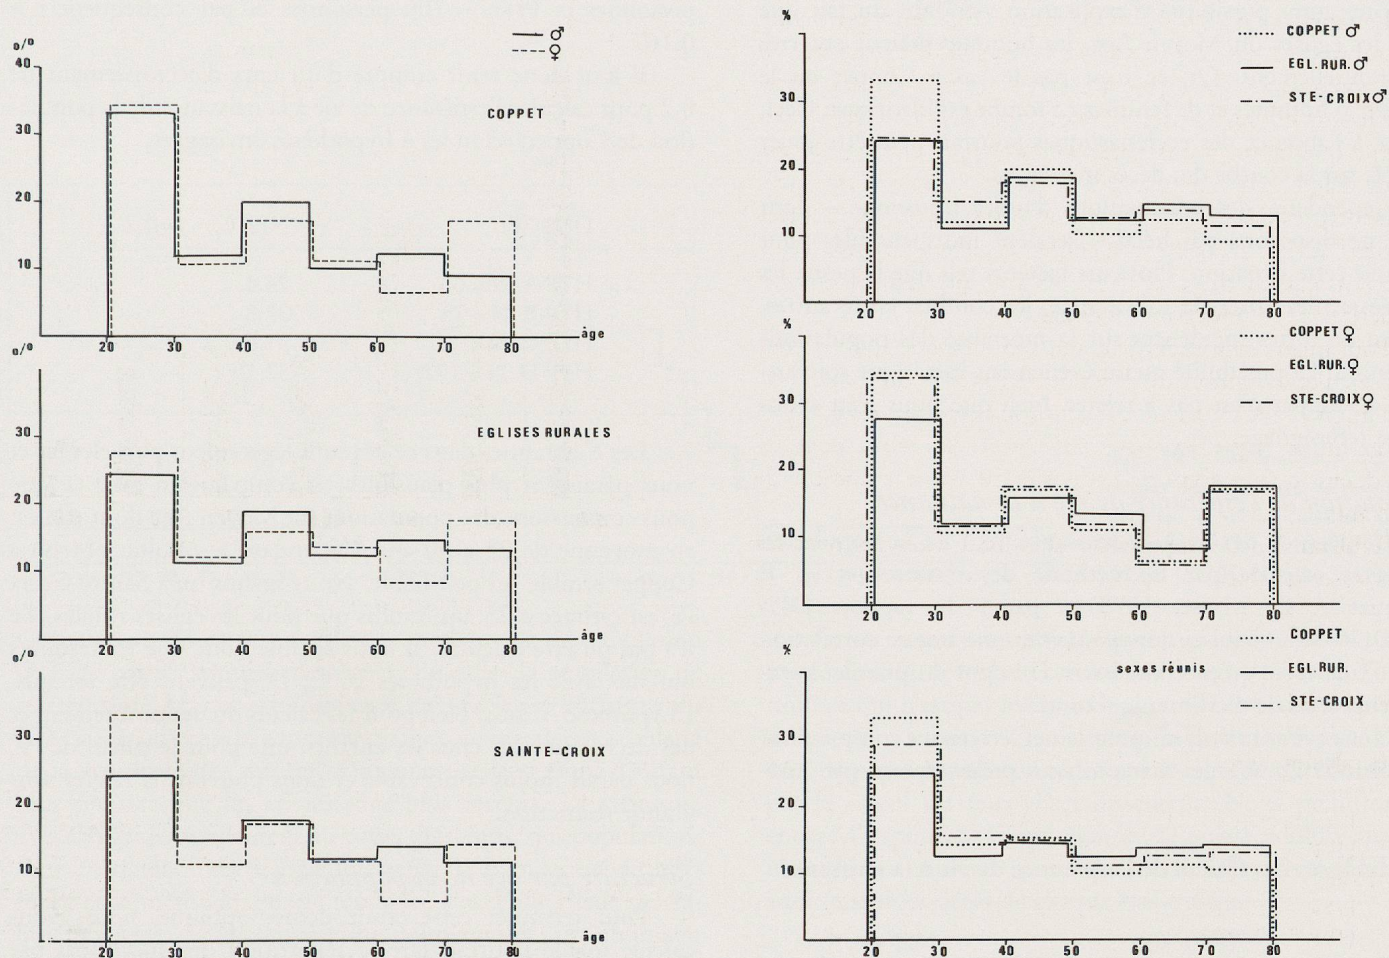 ♂
♀
o/o
40
30
20
10
COPPET
20 30 40 50 60 70 80 âge
o/o
30
20
10
EGLISES RURALES
20 30 40 50 60 70 80 âge
o/o
30
20
10
SAINTE-CROIX
20 30 40 50 60 70 80 âge
%
30
20
10
COPPET ♂
EGL.RUR.♂
STE-CROIX♂
20 30 40 50 60 70 80
%
30
20
10
COPPET ♀
EGL.RUR.♀
STE-CROIX♀
20 30 40 50 60 70 80
%
30
20
10
COPPET
sexes réunis
EGL.RUR.
STE-CROIX
20 30 40 50 60 70 80